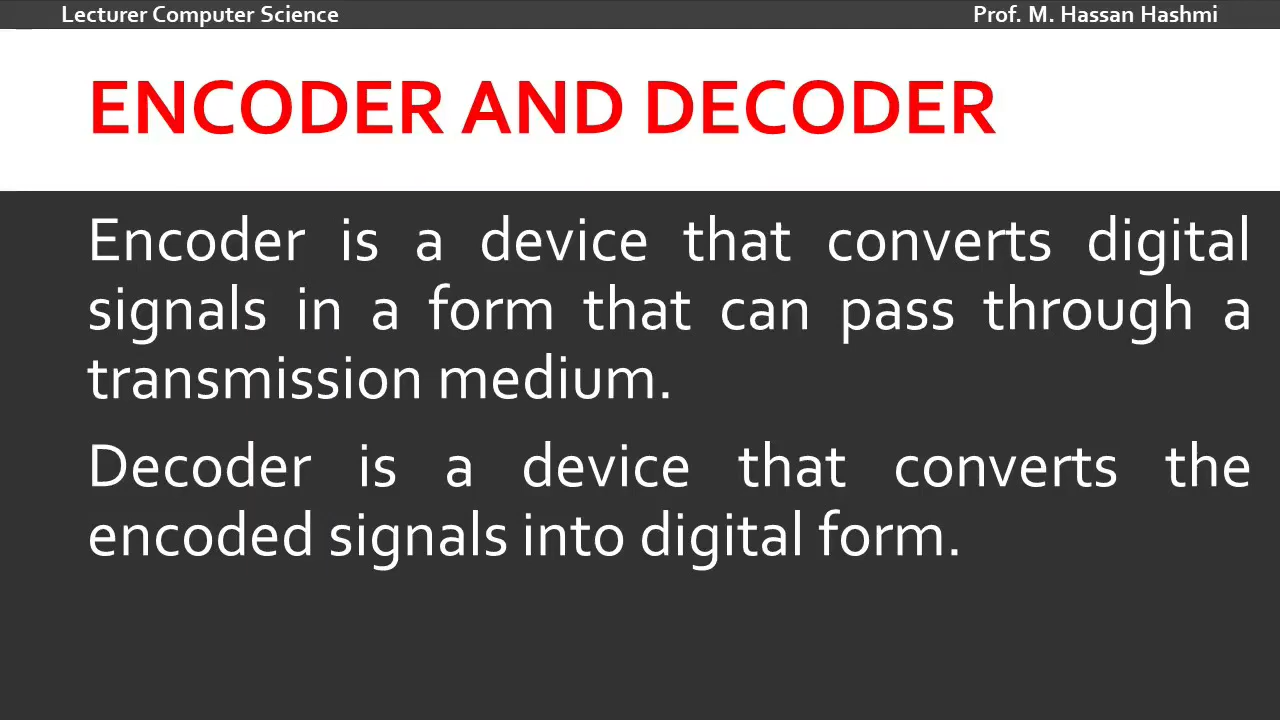 Lecturer Computer Science
Prof. M. Hassan Hashmi
ENCODER AND DECODER
Encoder is a device that converts digital
signals in a form that can pass through a
transmission medium.
Decoder is a device that converts the
encoded signals into digital form.